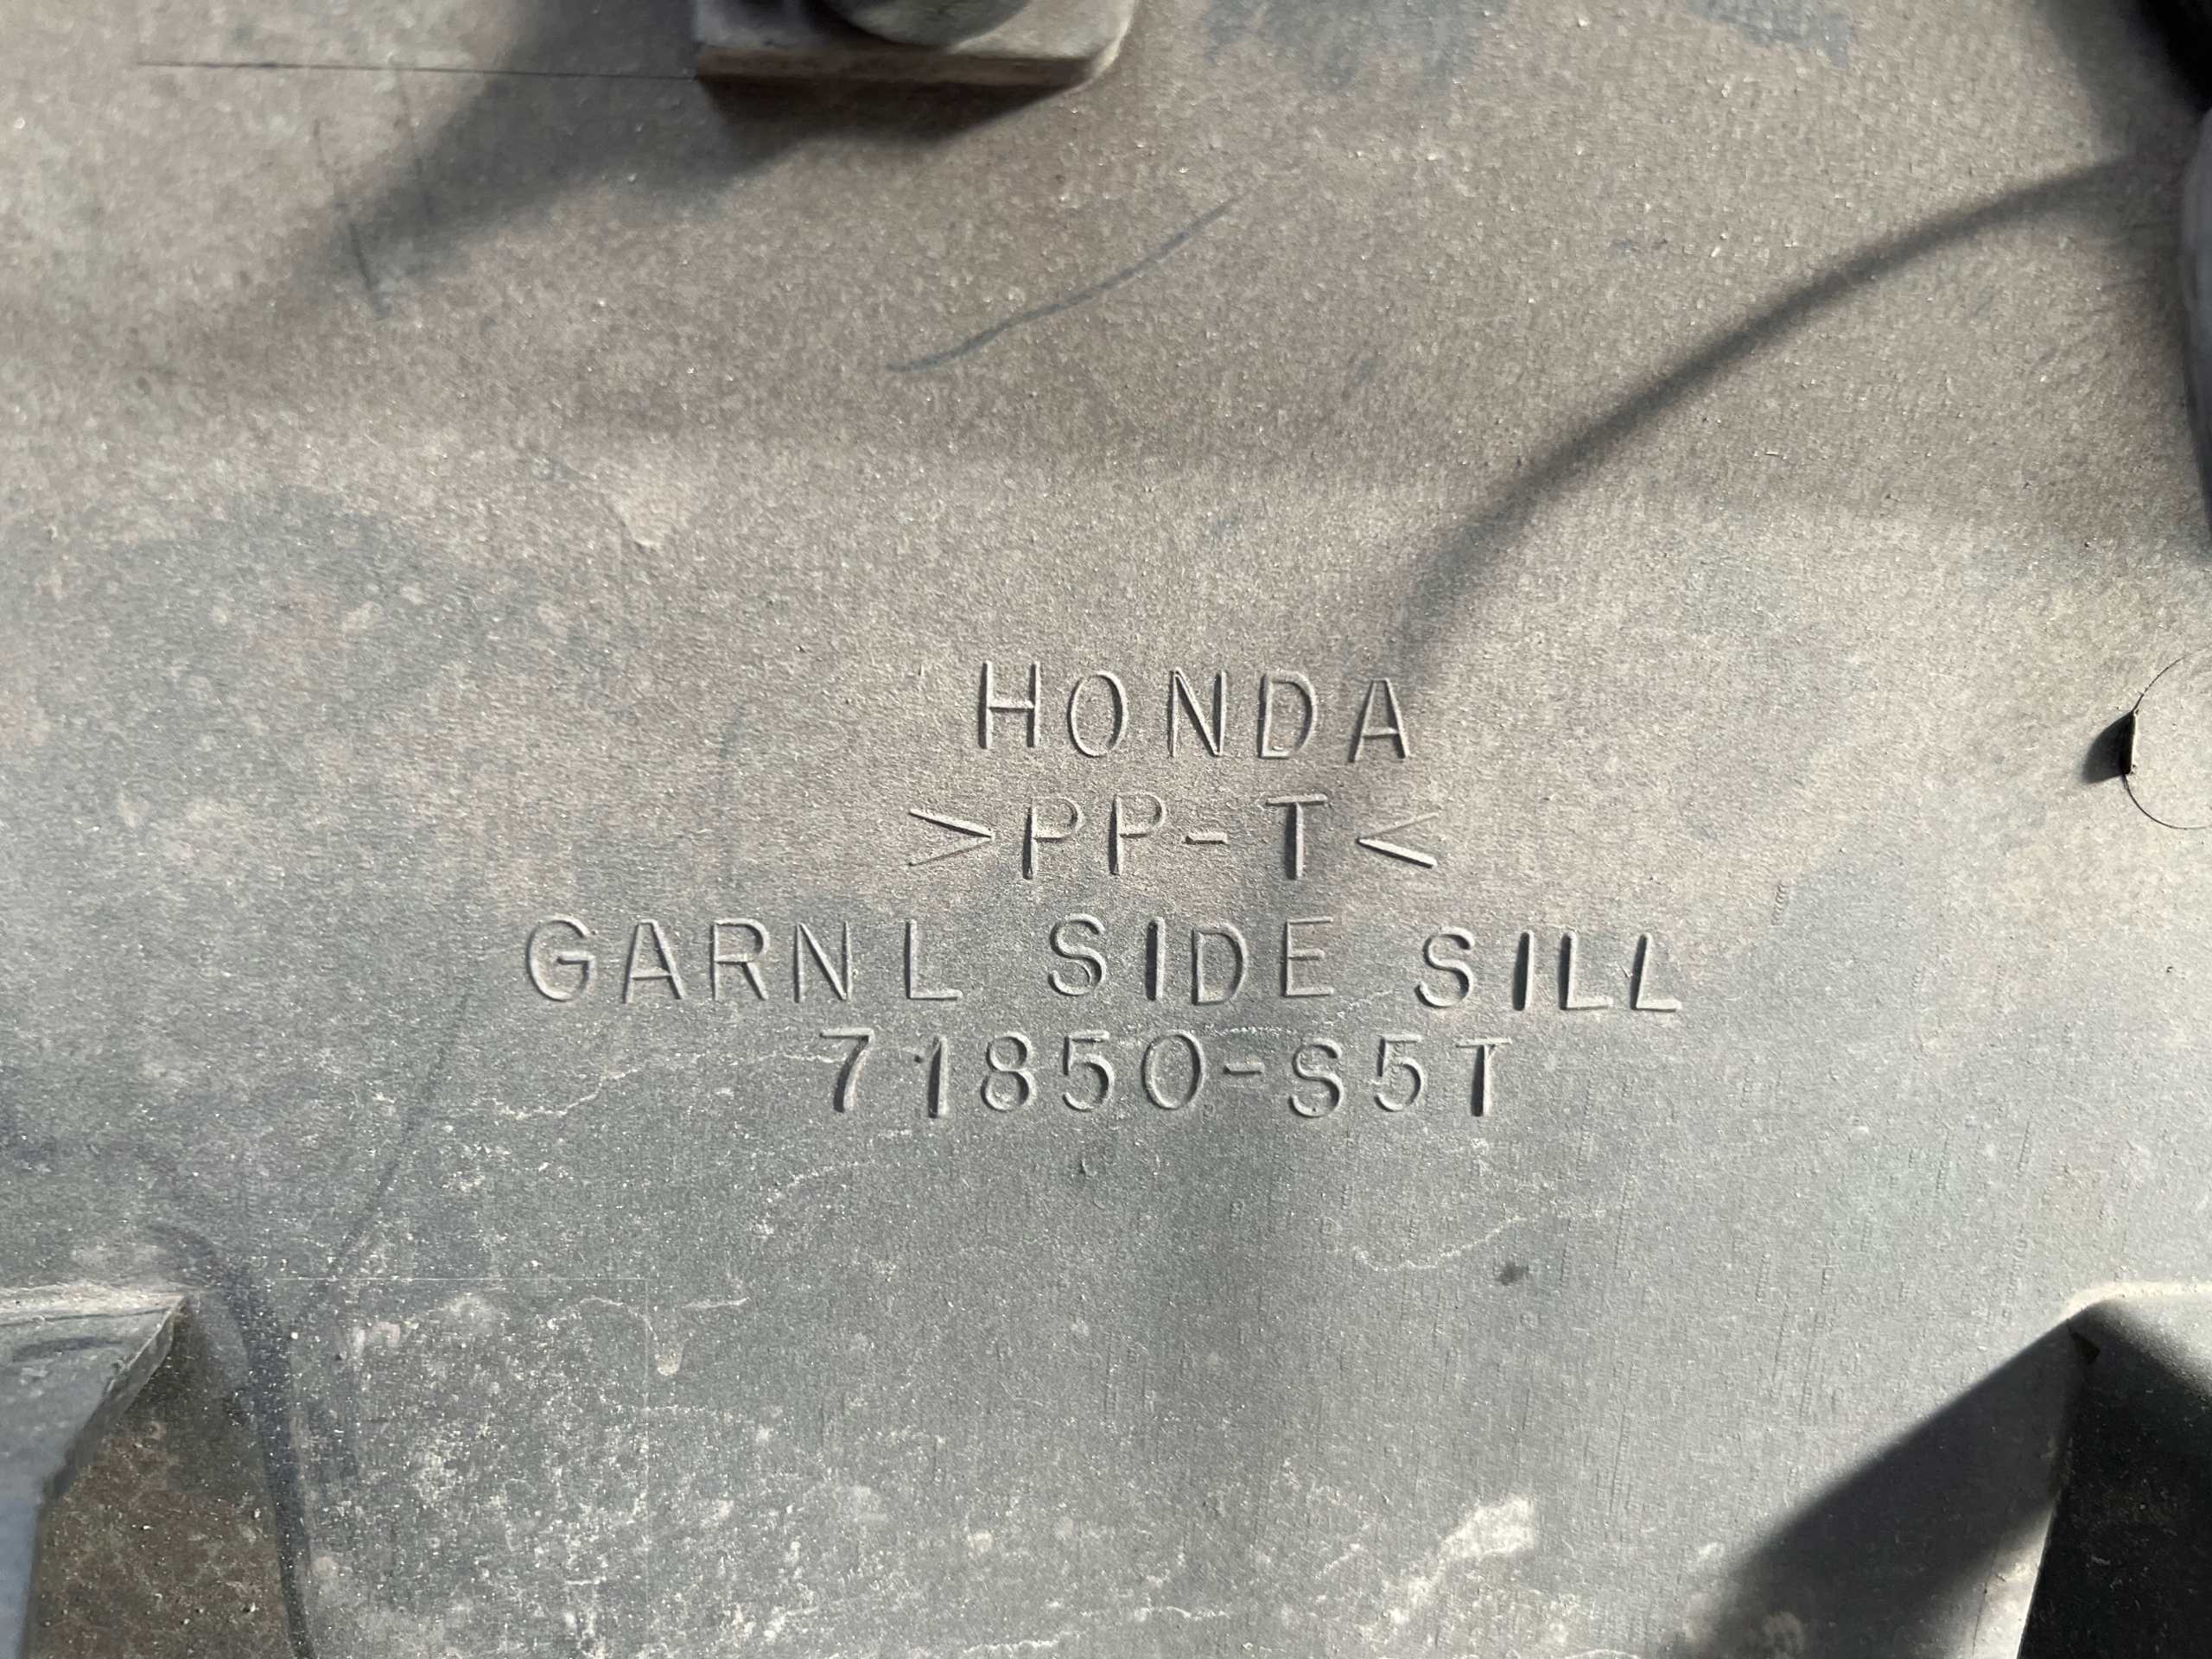 HONDA
>PP-T<
GARN L SIDE SILL
71850-S5T